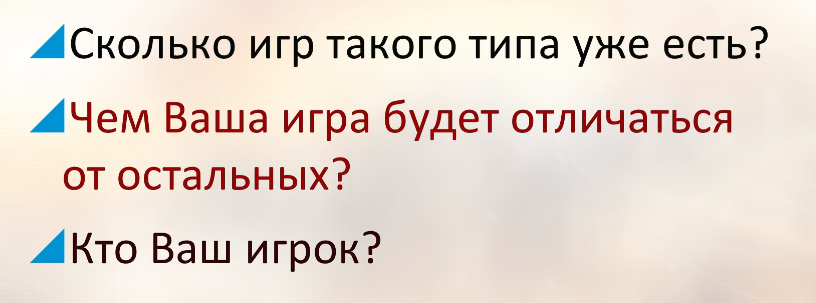 Сколько игр такого типа уже есть?
Чем Ваша игра будет отличаться
от остальных?
Кто Ваш игрок?